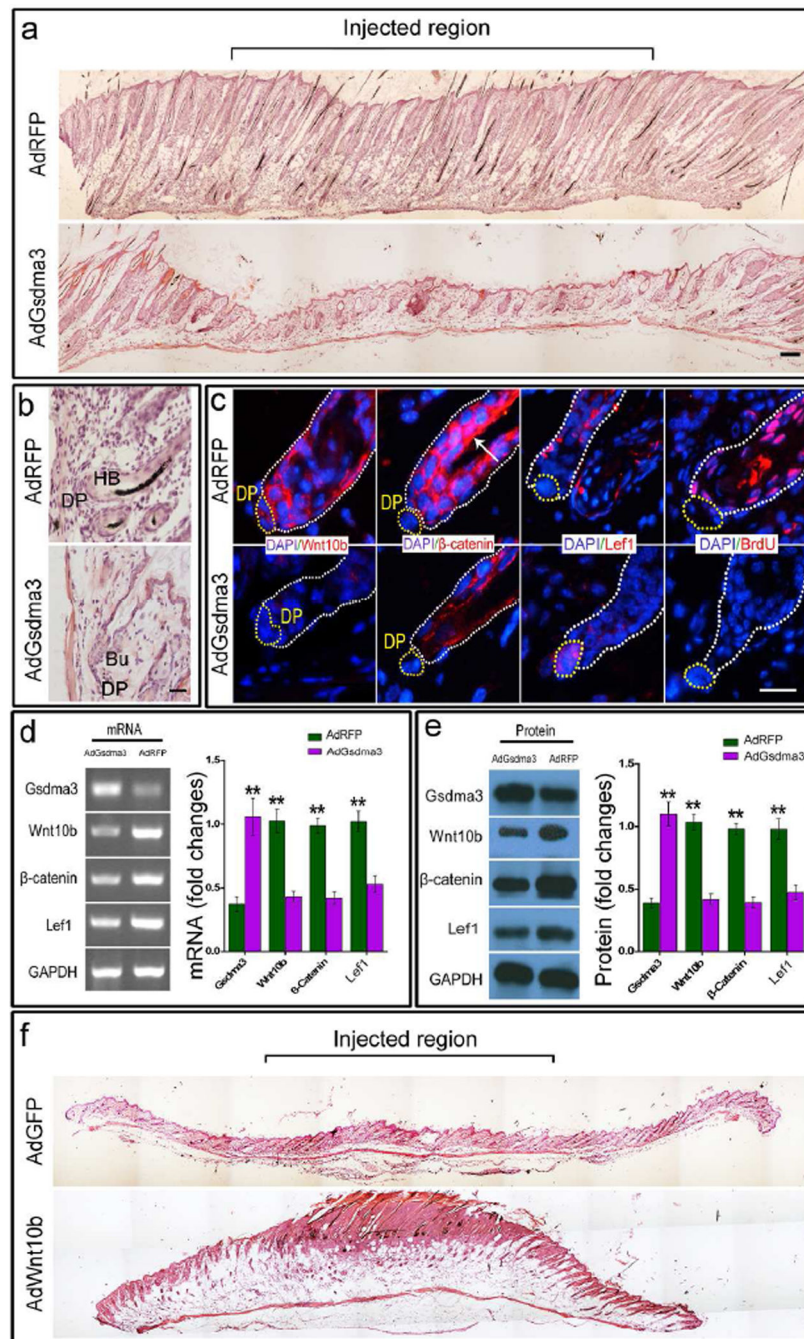 a
Injected region
AdRFP
AdGsdma3
b
AdRFP
HB
DP
AdGsdma3
Bu
DP
c
AdRFP
DP
DP
DAPI/Wnt10b
DAPI/β-catenin
DAPI/Lef1
DAPI/BrdU
AdGsdma3
DP
DP
d
mRNA
AdGsdma3 AdRFP
Gsdma3
Wnt10b
β-catenin
Lef1
GAPDH
AdRFP
AdGsdma3
mRNA (fold changes)
1.5
1.0
0.5
0.0
** ** ** **
Gsdma3 Wnt10b ϐ-Catenin Lef1
e
Protein
AdGsdma3 AdRFP
Gsdma3
Wnt10b
β-catenin
Lef1
GAPDH
AdRFP
AdGsdma3
Protein (fold changes)
1.5
1.0
0.5
0.0
** ** ** **
Gsdma3 Wnt10b β-Catenin Lef1
f
Injected region
AdGFP
AdWnt10b